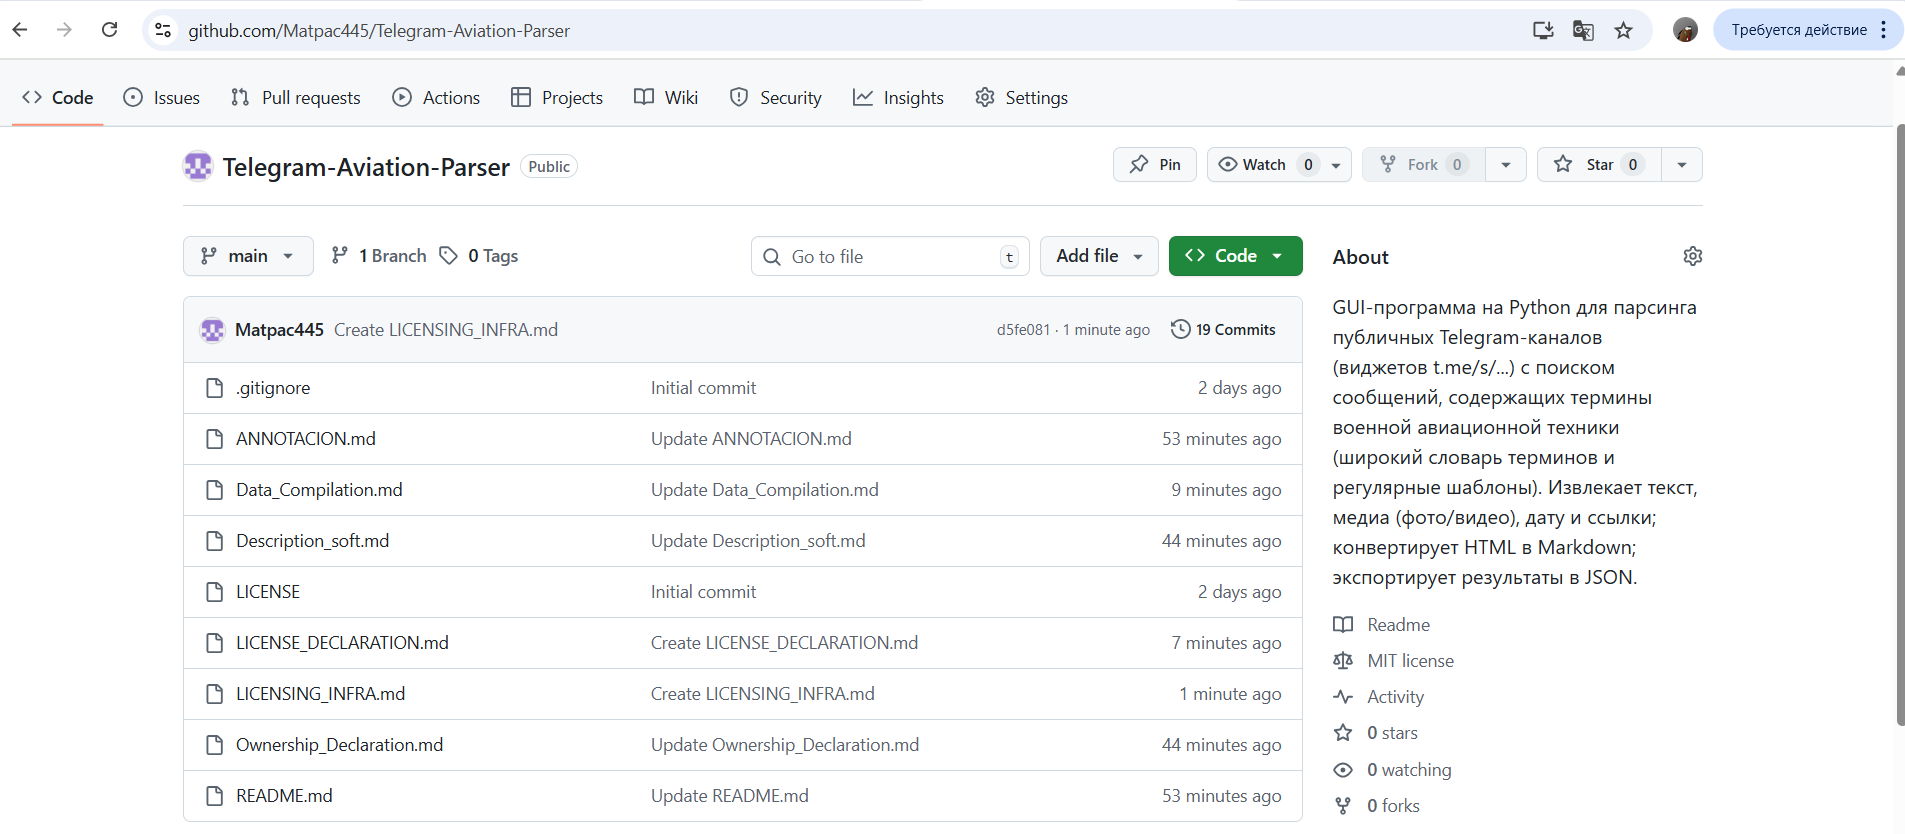 github.com/Matpac445/Telegram-Aviation-Parser
Требуется действие
Code
Issues
Pull requests
Actions
Projects
Wiki
Security
Insights
Settings
Telegram-Aviation-Parser Public
Pin
Watch 0
Fork 0
Star 0
main
1 Branch
0 Tags
Go to file t
Add file
Code
Matpac445 Create LICENSING_INFRA.md d5fe081 · 1 minute ago 19 Commits
.gitignore Initial commit 2 days ago
ANNOTACION.md Update ANNOTACION.md 53 minutes ago
Data_Compilation.md Update Data_Compilation.md 9 minutes ago
Description_soft.md Update Description_soft.md 44 minutes ago
LICENSE Initial commit 2 days ago
LICENSE_DECLARATION.md Create LICENSE_DECLARATION.md 7 minutes ago
LICENSING_INFRA.md Create LICENSING_INFRA.md 1 minute ago
Ownership_Declaration.md Update Ownership_Declaration.md 44 minutes ago
README.md Update README.md 53 minutes ago
About
GUI-программа на Python для парсинга
публичных Telegram-каналов
(виджетов t.me/s/...) с поиском
сообщений, содержащих термины
военной авиационной техники
(широкий словарь терминов и
регулярные шаблоны). Извлекает текст,
медиа (фото/видео), дату и ссылки;
конвертирует HTML в Markdown;
экспортирует результаты в JSON.
Readme
MIT license
Activity
0 stars
0 watching
0 forks